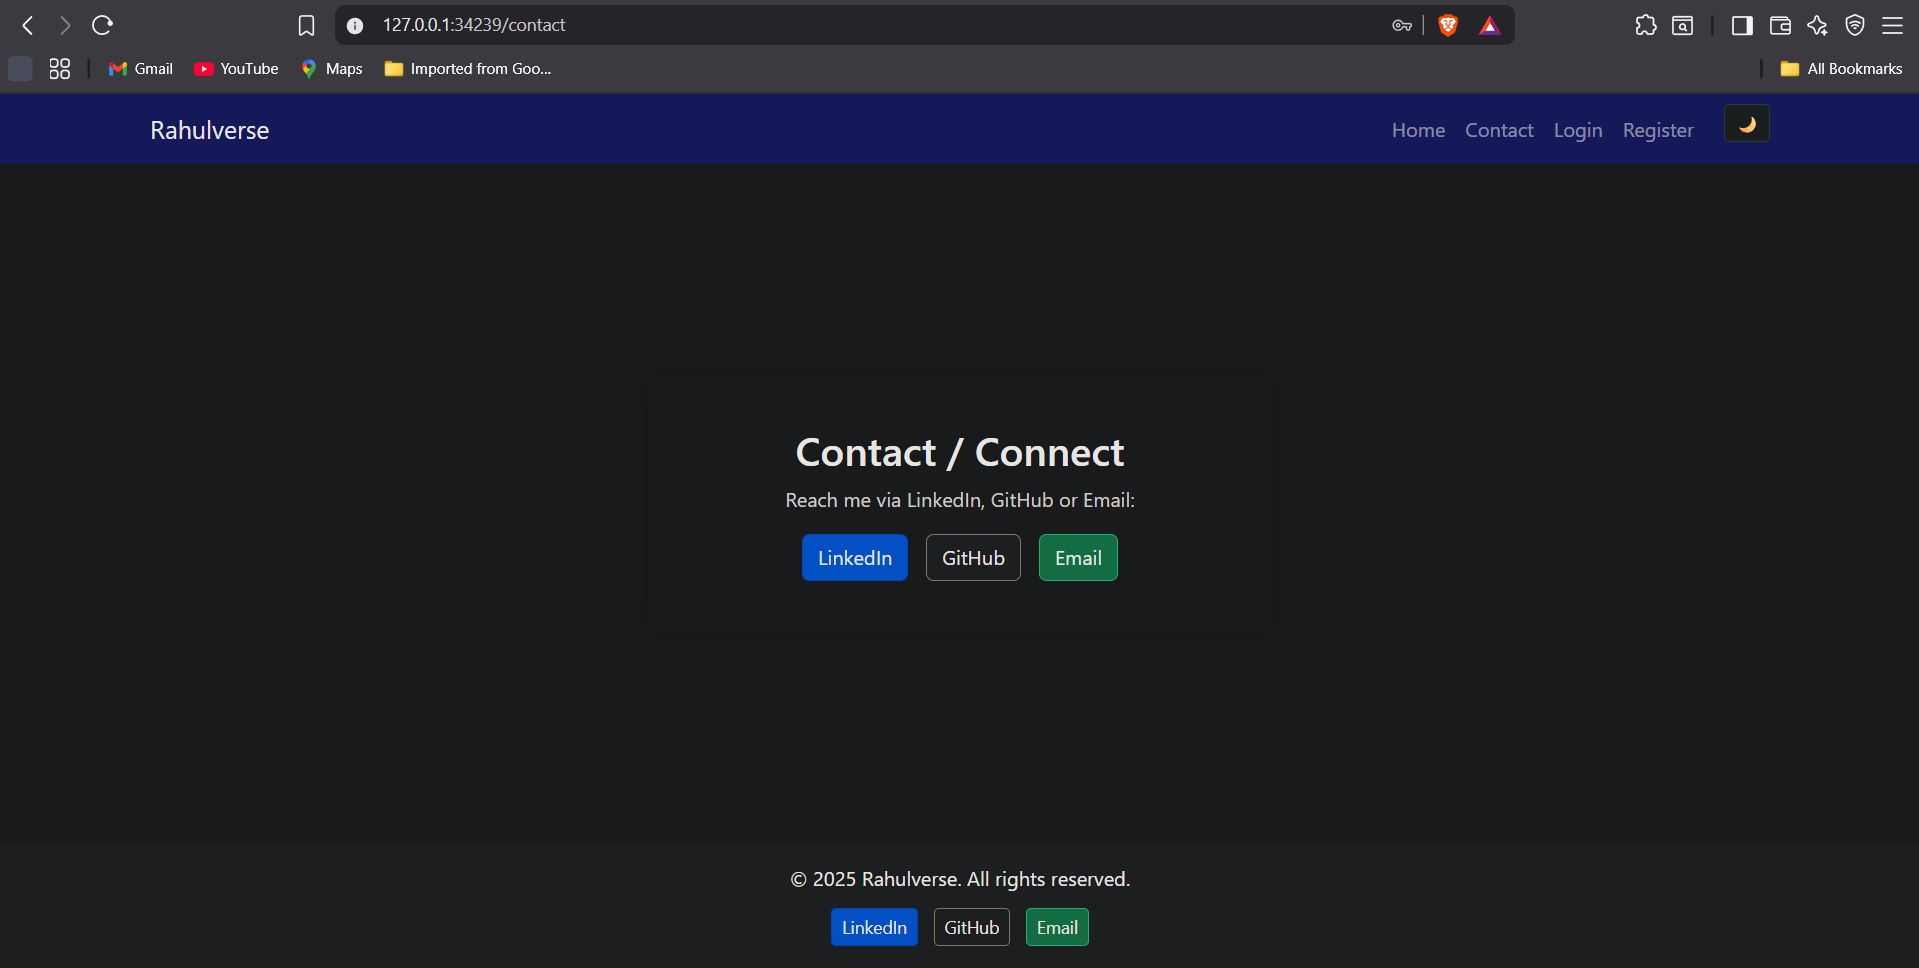 127.0.0.1:34239/contact
Gmail YouTube Maps Imported from Goo... All Bookmarks
Rahulverse Home Contact Login Register
Contact / Connect
Reach me via LinkedIn, GitHub or Email:
LinkedIn GitHub Email
© 2025 Rahulverse. All rights reserved.
LinkedIn GitHub Email